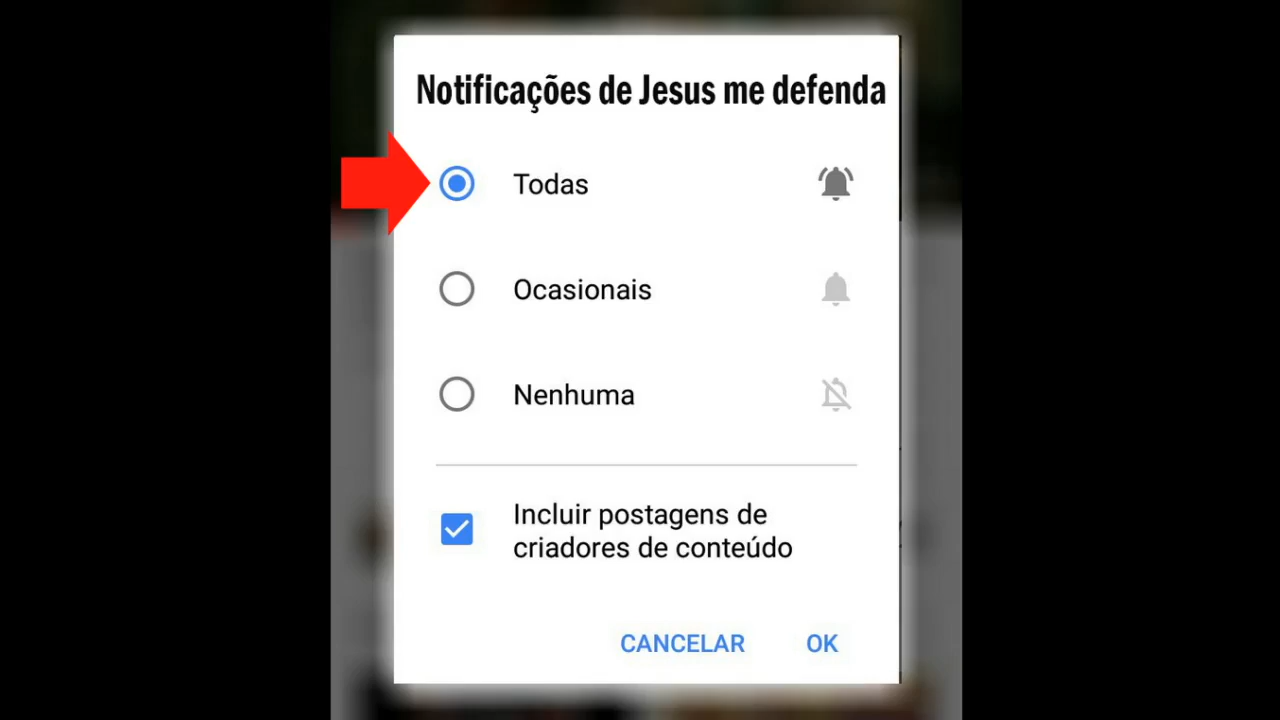 Notificações de Jesus me defenda
Todas
Ocasionais
Nenhuma
Incluir postagens de
criadores de conteúdo
CANCELAR OK